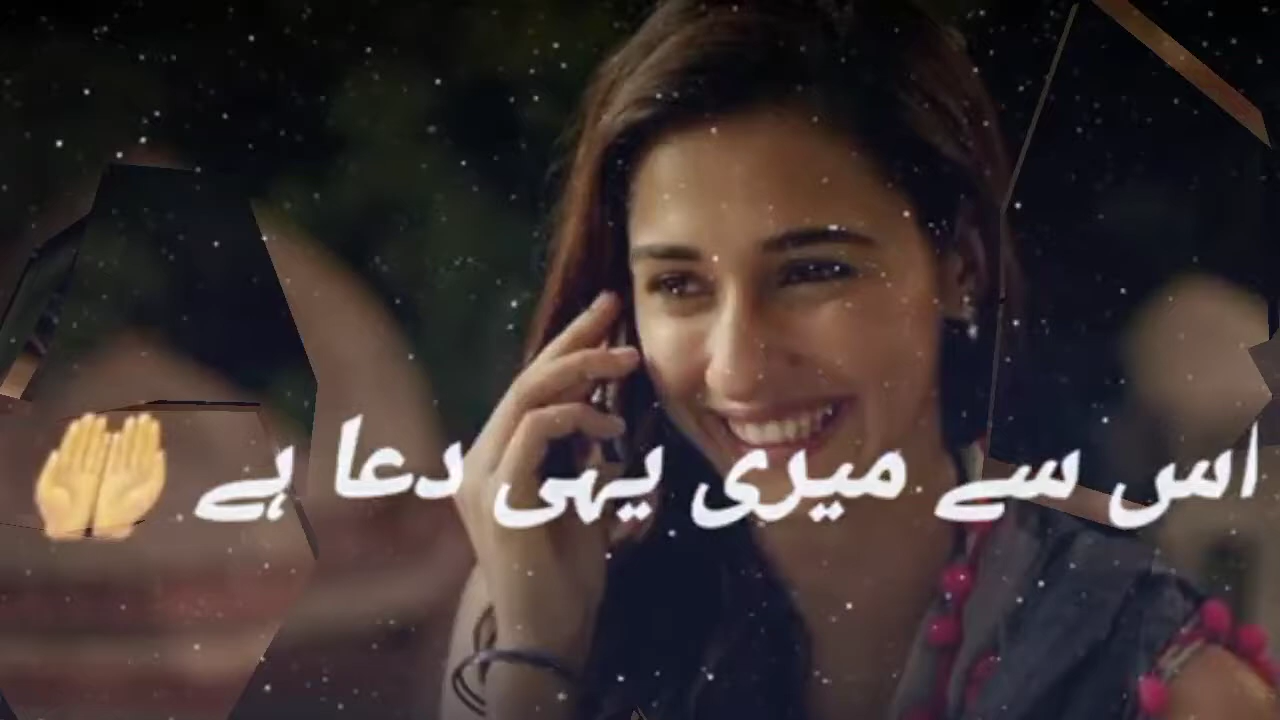 اس سے میری یہی دعا ہے 🤲